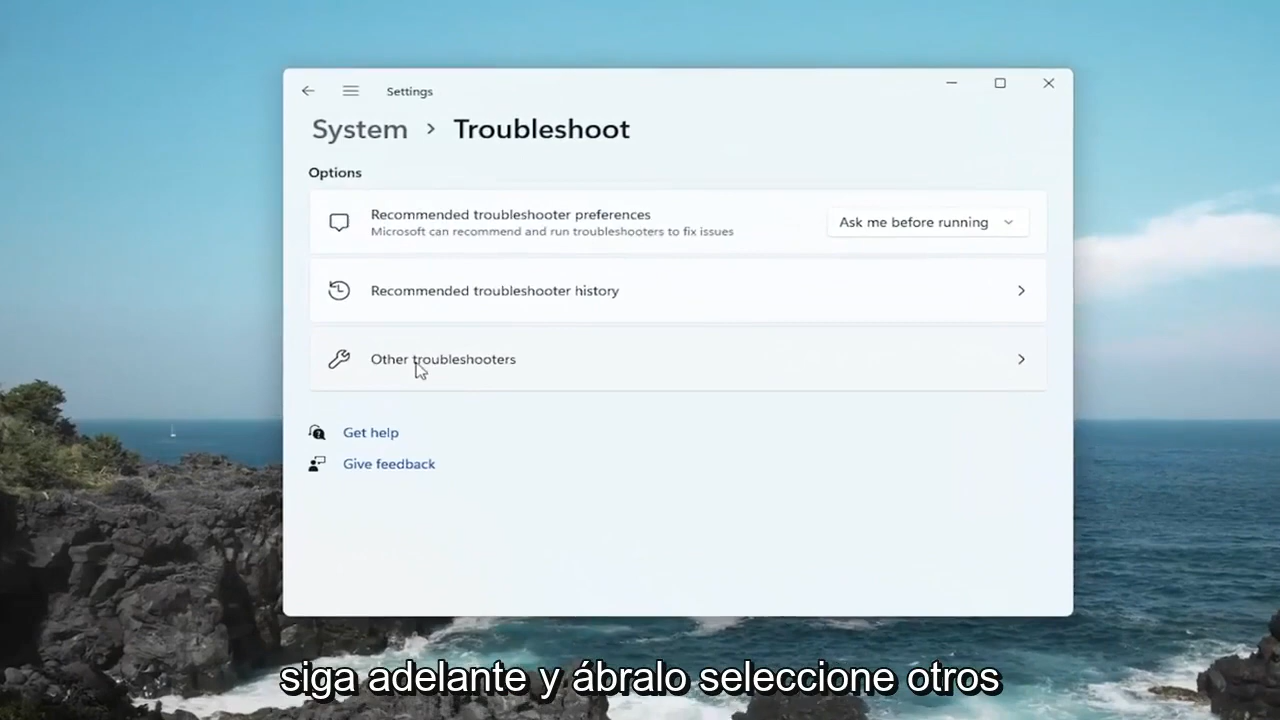 Settings
System > Troubleshoot
Options
Recommended troubleshooter preferences
Microsoft can recommend and run troubleshooters to fix issues
Ask me before running
Recommended troubleshooter history
Other troubleshooters
Get help
Give feedback
siga adelante y ábralo seleccione otros